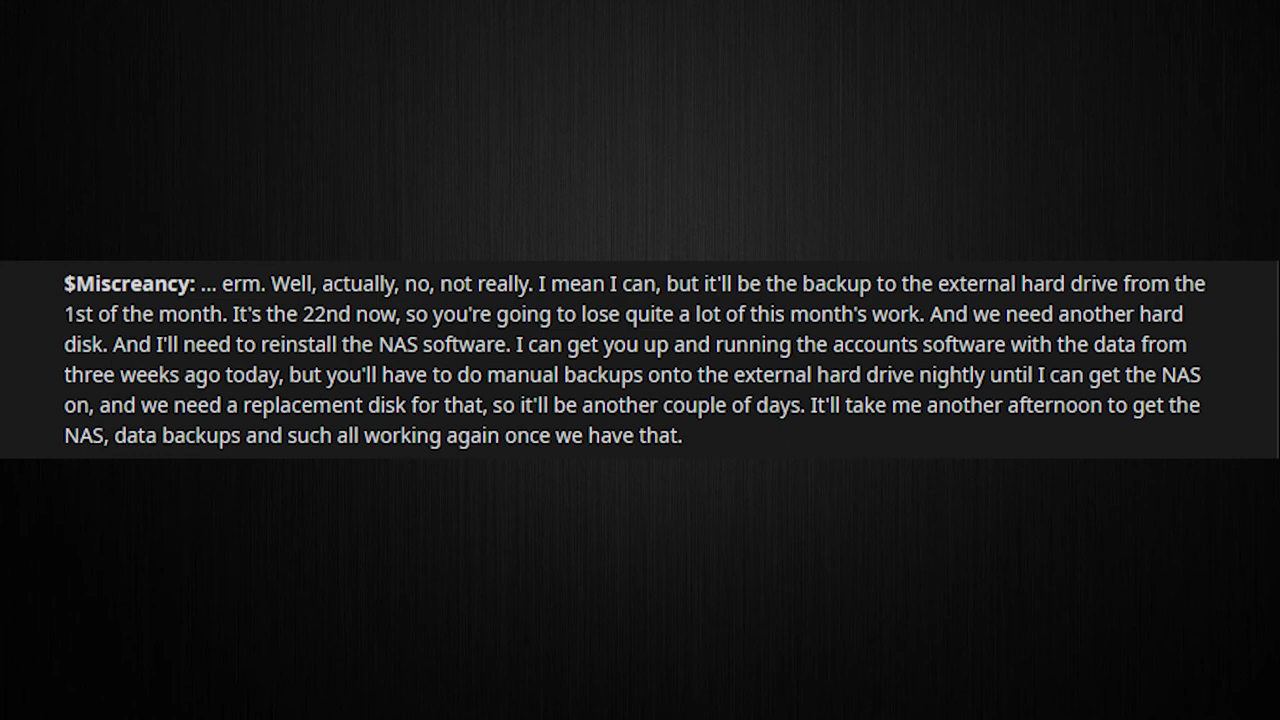 $Miscreancy: ... erm. Well, actually, no, not really. I mean I can, but it'll be the backup to the external hard drive from the
1st of the month. It's the 22nd now, so you're going to lose quite a lot of this month's work. And we need another hard
disk. And I'll need to reinstall the NAS software. I can get you up and running the accounts software with the data from
three weeks ago today, but you'll have to do manual backups onto the external hard drive nightly until I can get the NAS
on, and we need a replacement disk for that, so it'll be another couple of days. It'll take me another afternoon to get the
NAS, data backups and such all working again once we have that.